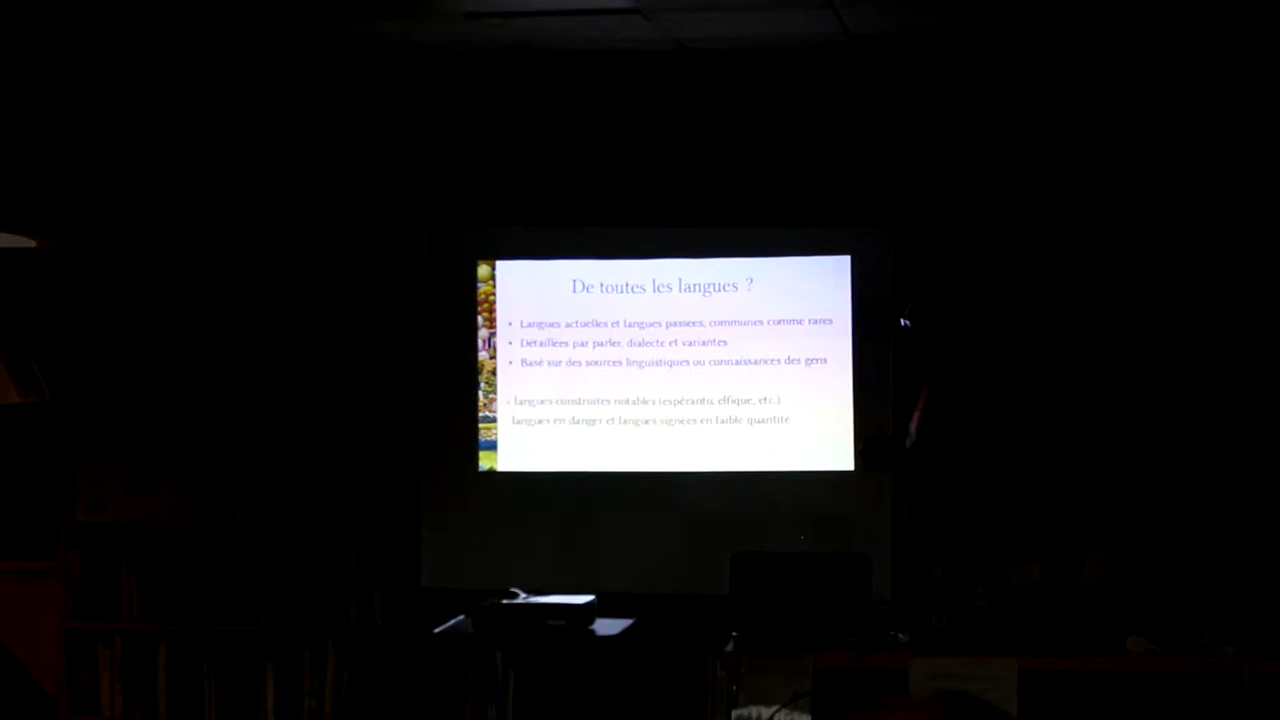 De toutes les langues ?
• Langues actuelles et langues passées, communes comme rares
• Détaillées par parler, dialecte et variantes
• Basé sur des sources linguistiques ou connaissances des gens
langues construites notables (espéranto, elfique, etc.)
langues en danger et langues signées en faible quantité